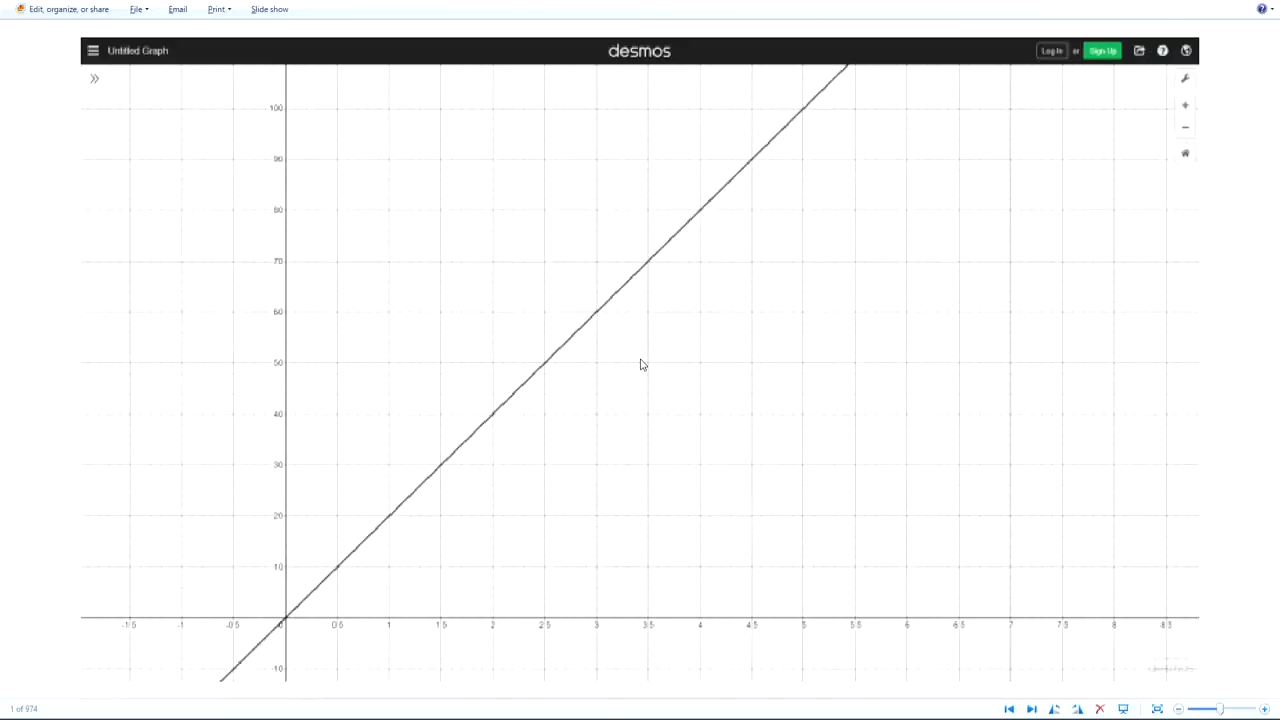 Edit, organize, or share File Email Print Slide show
Untitled Graph desmos Log In or Sign Up
100
90
80
70
60
50
40
30
20
10
-1.5 -1 -0.5 0 0.5 1 1.5 2 2.5 3 3.5 4 4.5 5 5.5 6 6.5 7 7.5 8 8.5
-10
1 of 974